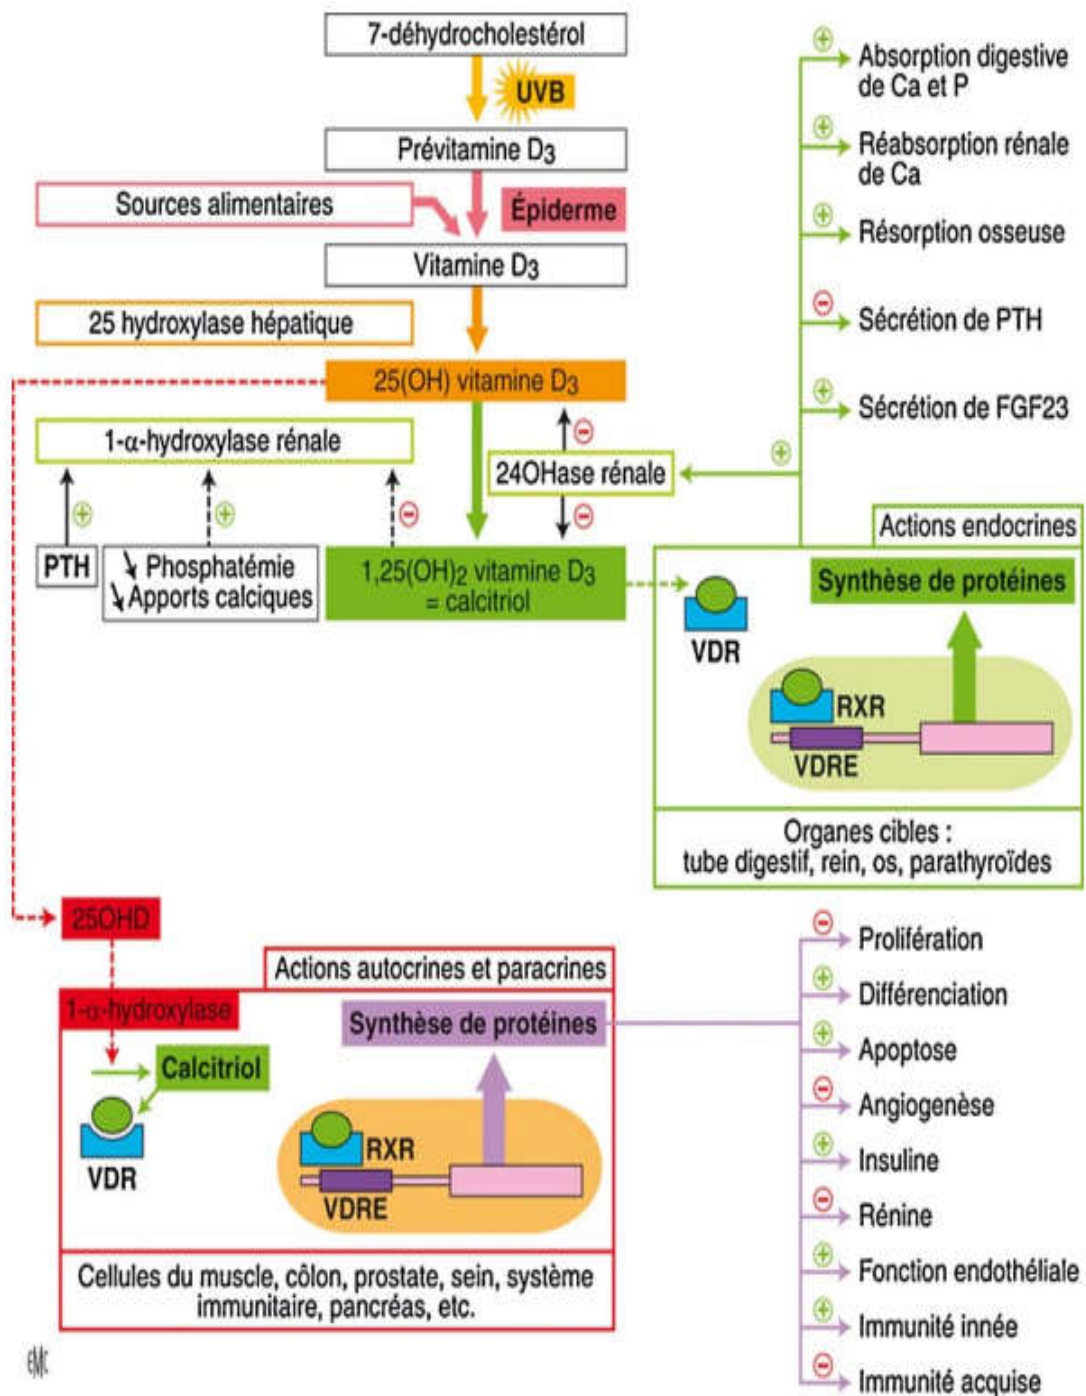 7-déhydrocholestérol
UVB
Prévitamine D3
Sources alimentaires
Épiderme
Vitamine D3
25 hydroxylase hépatique
25(OH) vitamine D3
1-α-hydroxylase rénale
24OHase rénale
PTH
↘ Phosphatémie
↘ Apports calciques
1,25(OH)2 vitamine D3
= calcitriol
+ Absorption digestive
de Ca et P
+ Réabsorption rénale
de Ca
+ Résorption osseuse
− Sécrétion de PTH
+ Sécrétion de FGF23
Actions endocrines
Synthèse de protéines
VDR
RXR
VDRE
Organes cibles :
tube digestif, rein, os, parathyroïdes
25OHD
1-α-hydroxylase
Actions autocrines et paracrines
Synthèse de protéines
Calcitriol
VDR
RXR
VDRE
Cellules du muscle, côlon, prostate, sein, système
immunitaire, pancréas, etc.
− Prolifération
+ Différenciation
+ Apoptose
− Angiogenèse
+ Insuline
− Rénine
+ Fonction endothéliale
+ Immunité innée
− Immunité acquise
EMC